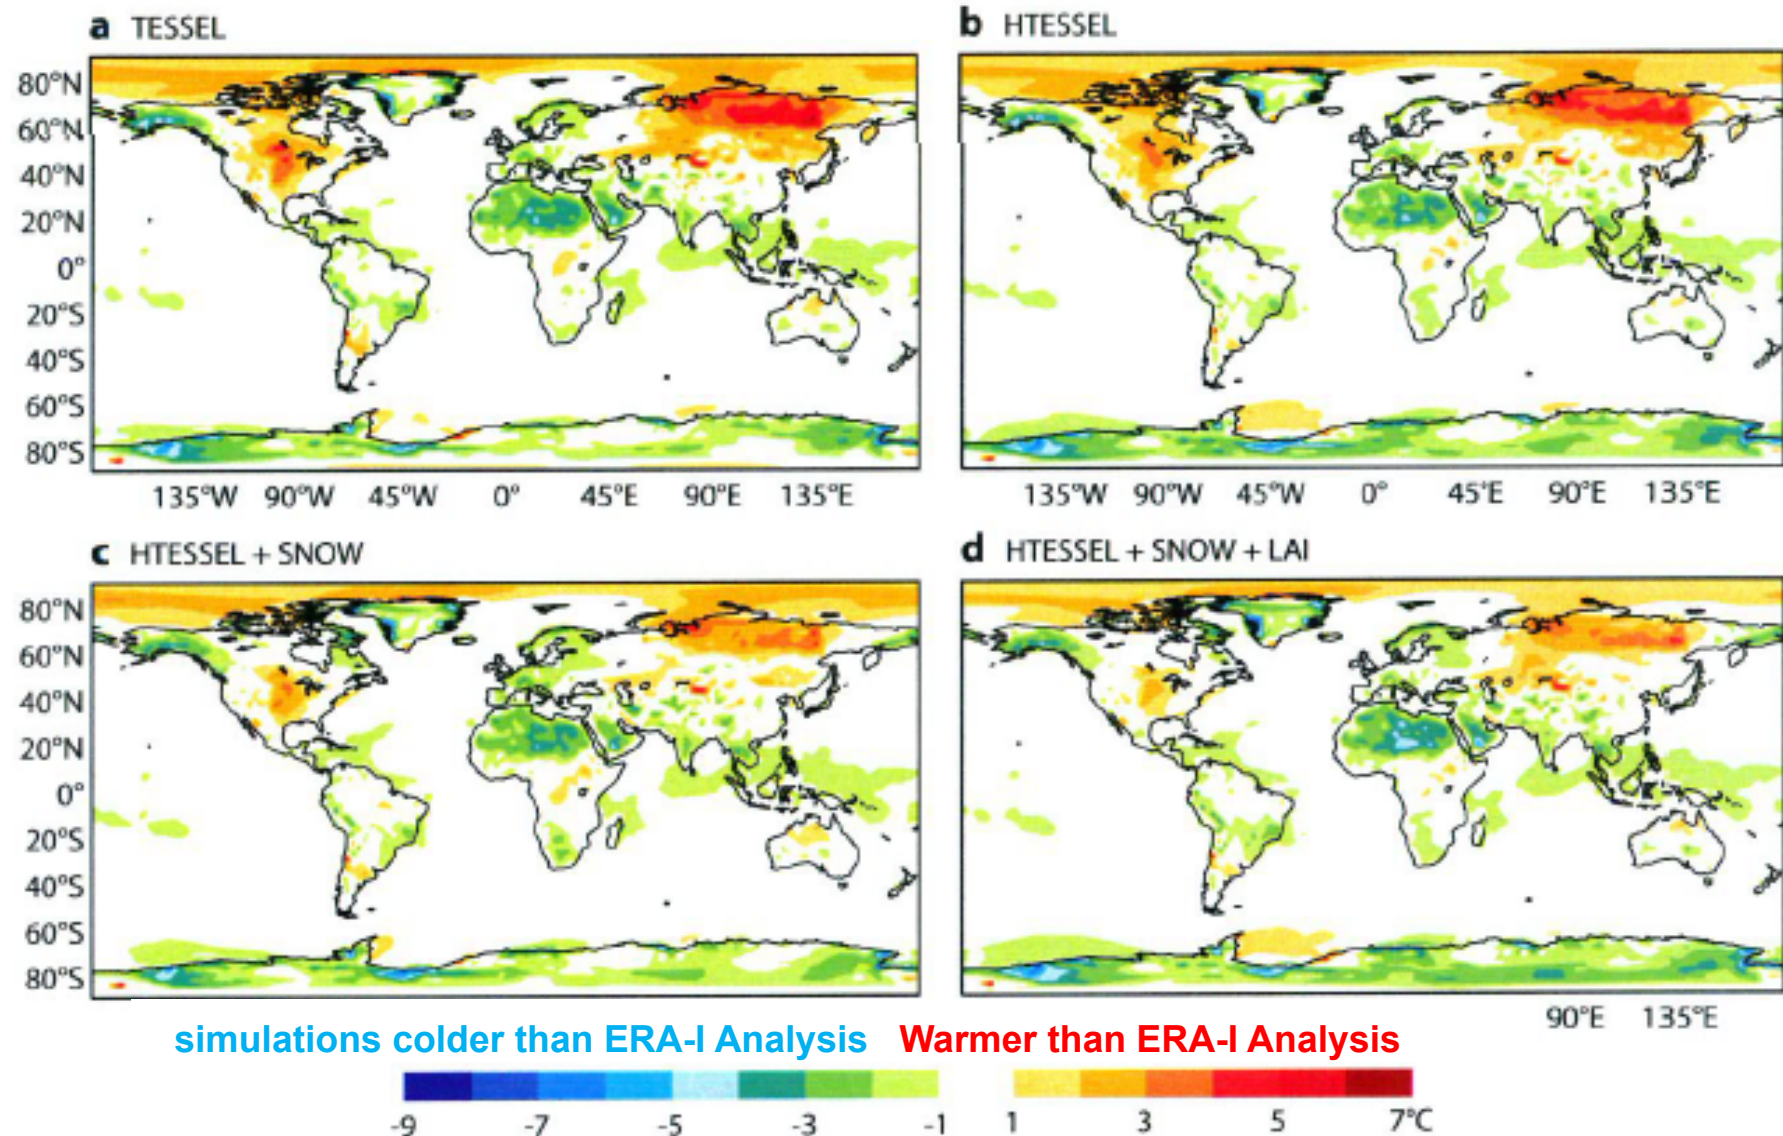 a TESSEL
b HTESSEL
80°N
60°N
40°N
20°N
0°
20°S
40°S
60°S
80°S
135°W 90°W 45°W 0° 45°E 90°E 135°E
135°W 90°W 45°W 0° 45°E 90°E 135°E
c HTESSEL + SNOW
d HTESSEL + SNOW + LAI
80°N
60°N
40°N
20°N
0°
20°S
40°S
60°S
80°S
90°E 135°E
simulations colder than ERA-I Analysis Warmer than ERA-I Analysis
-9 -7 -5 -3 -1 1 3 5 7°C